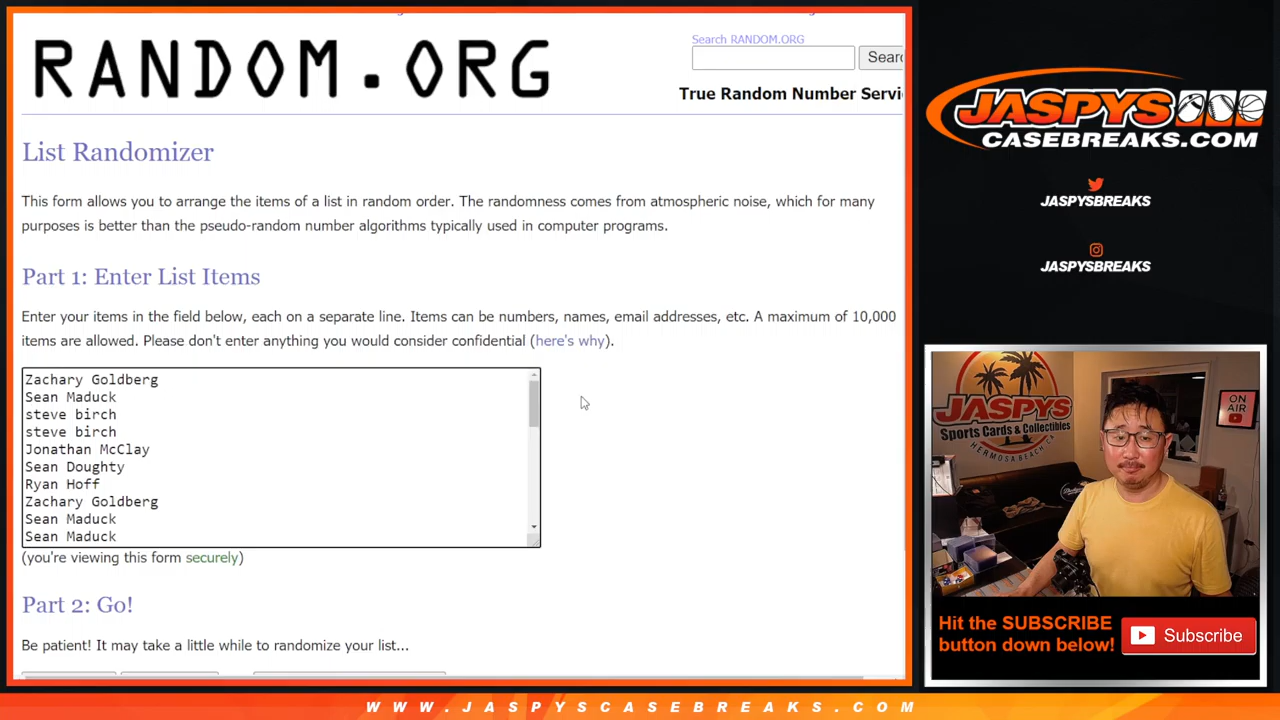 RANDOM.ORG
Search RANDOM.ORG
Searc
True Random Number Servi
List Randomizer
This form allows you to arrange the items of a list in random order. The randomness comes from atmospheric noise, which for many
purposes is better than the pseudo-random number algorithms typically used in computer programs.
Part 1: Enter List Items
Enter your items in the field below, each on a separate line. Items can be numbers, names, email addresses, etc. A maximum of 10,000
items are allowed. Please don't enter anything you would consider confidential (here's why).
Zachary Goldberg
Sean Maduck
steve birch
steve birch
Jonathan McClay
Sean Doughty
Ryan Hoff
Zachary Goldberg
Sean Maduck
Sean Maduck
(you're viewing this form securely)
Part 2: Go!
Be patient! It may take a little while to randomize your list...
JASPYS
CASEBREAKS.COM
JASPYSBREAKS
JASPYSBREAKS
JASPYS
Sports Cards & Collectibles
HERMOSA BEACH, CA
ON
AIR
Hit the SUBSCRIBE
button down below!
Subscribe
WWW.JASPYSCASEBREAKS.COM